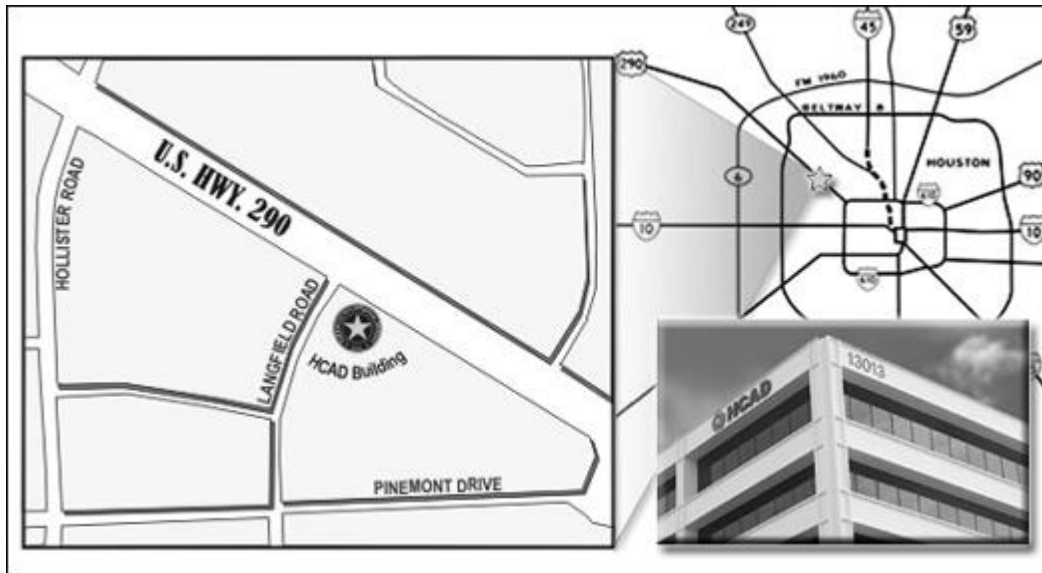 U.S. HWY. 290
HOLLISTER ROAD
LANGFIELD ROAD
HCAD Building
PINEMONT DRIVE
249
45
59
290
FM 1960
BELTWAY 8
HOUSTON
6
90
610
10
10
610
HCAD
13013